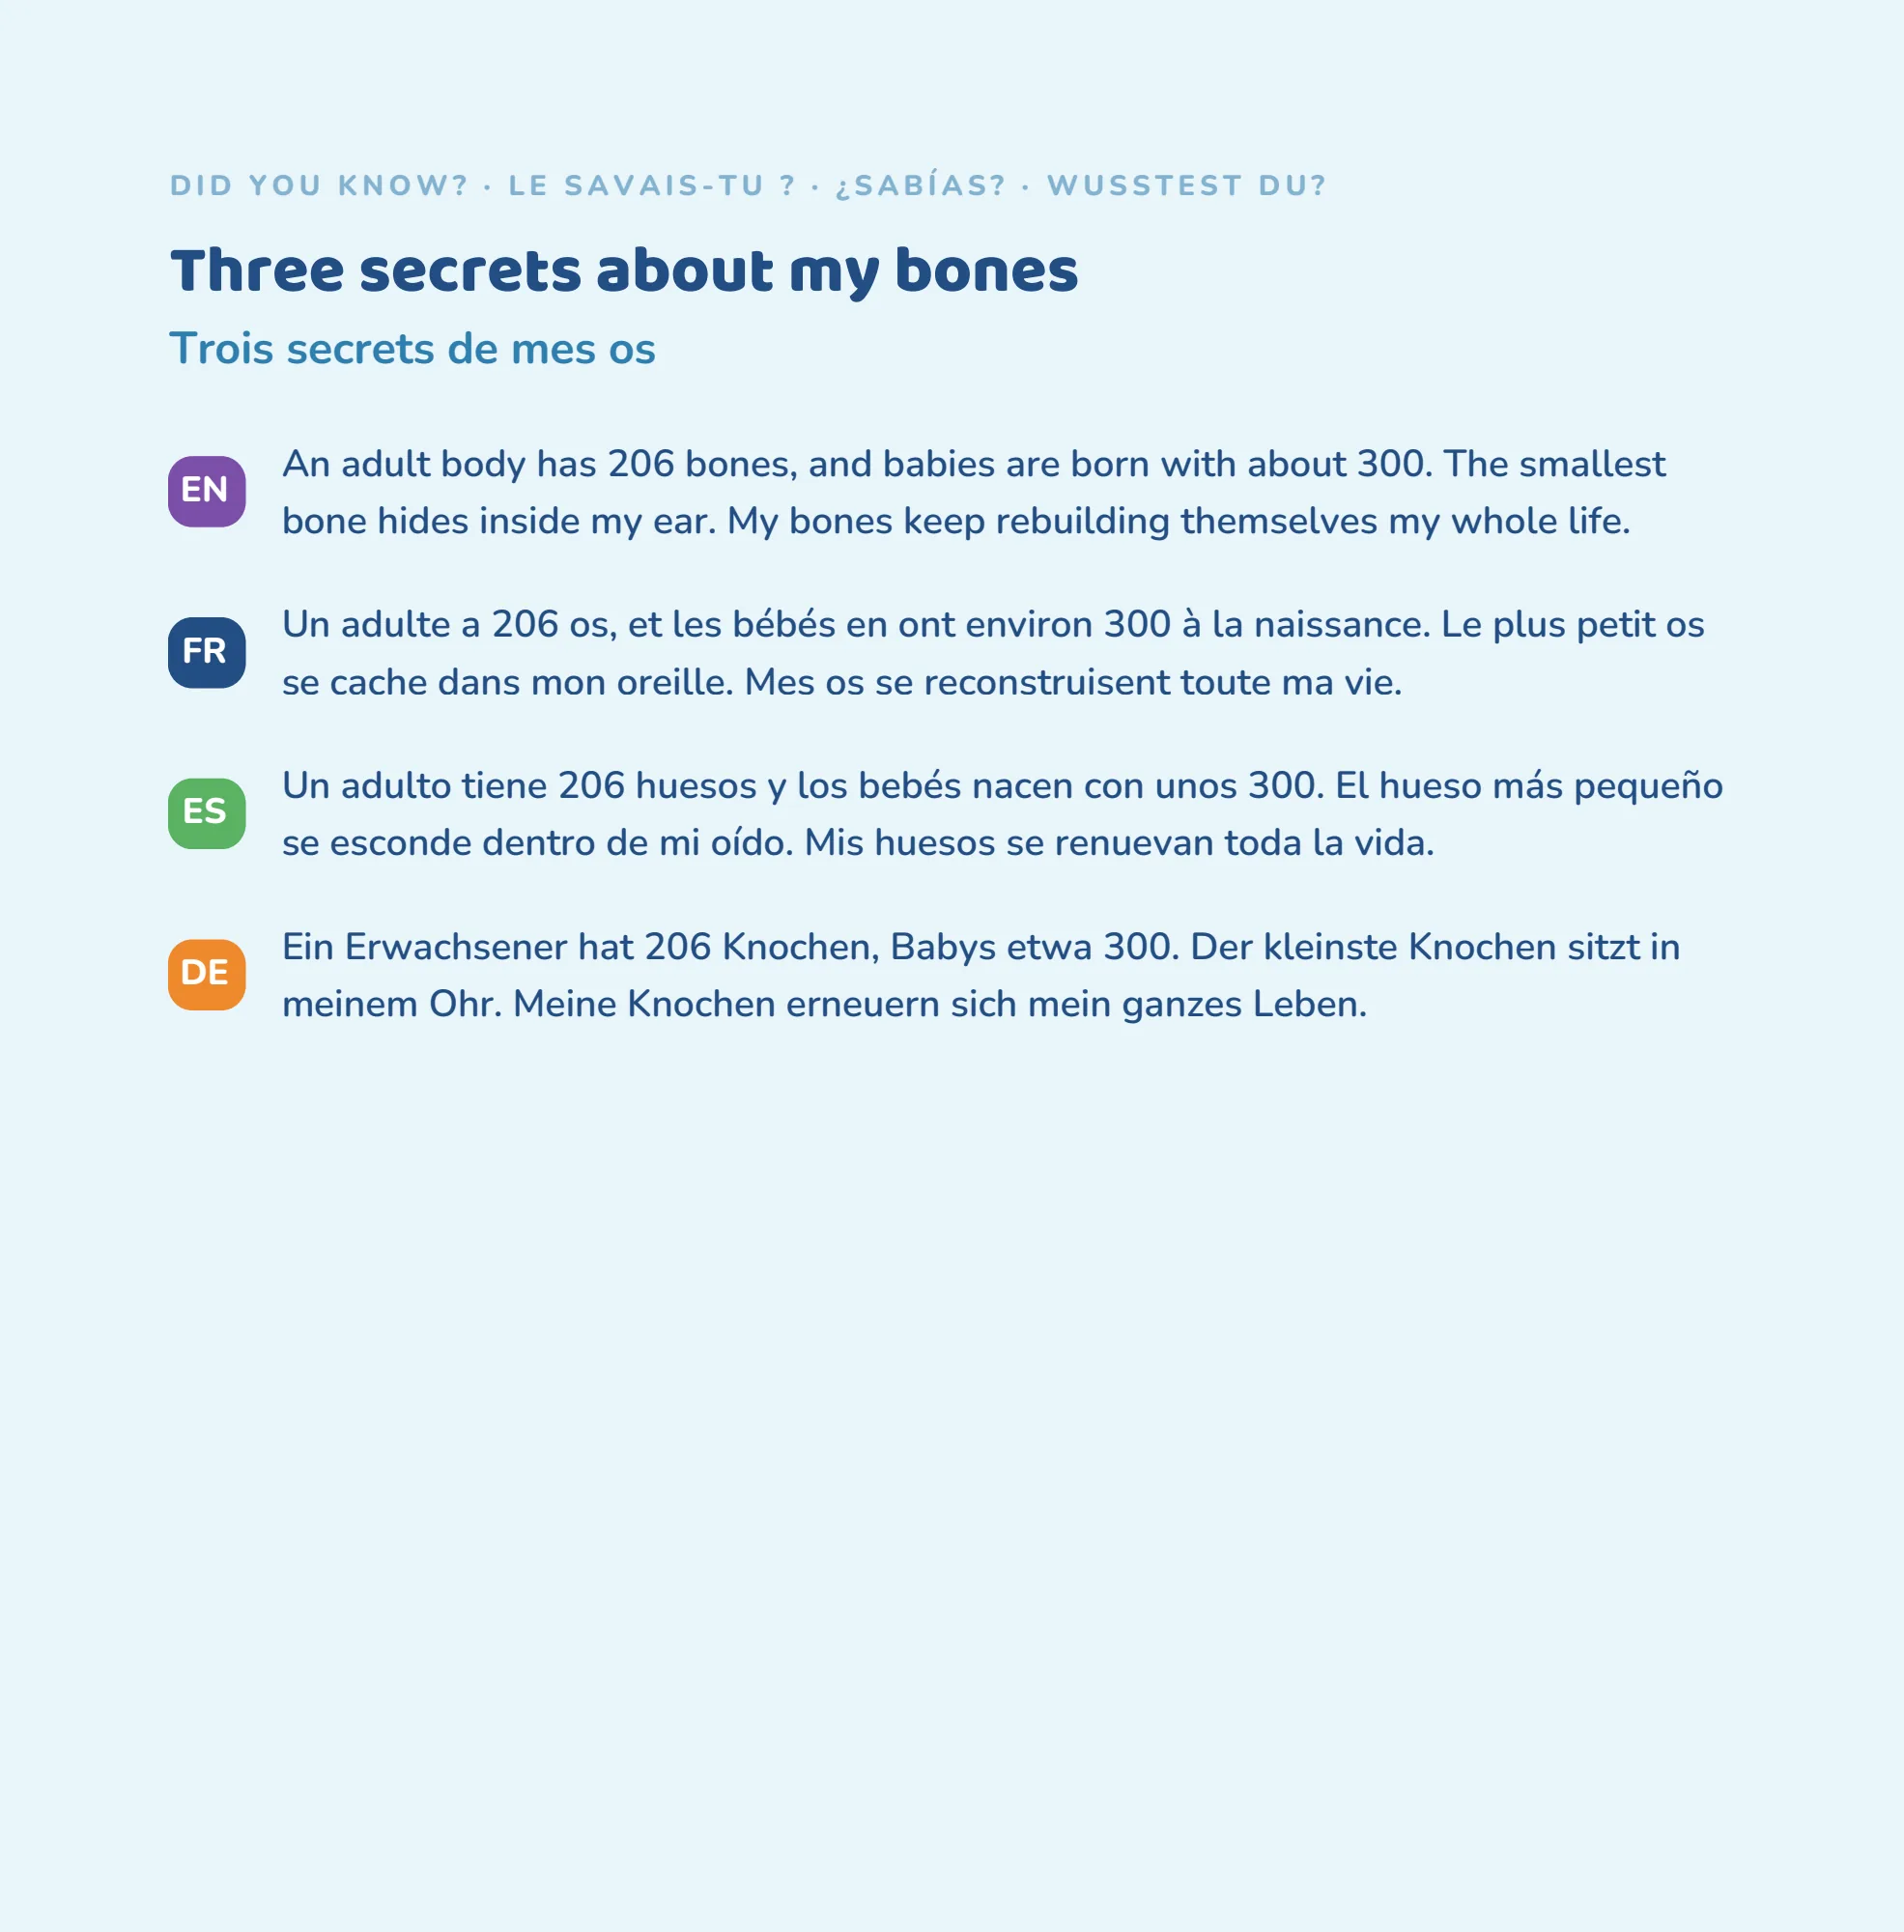 DID YOU KNOW? · LE SAVAIS-TU ? · ¿SABÍAS? · WUSSTEST DU?
Three secrets about my bones
Trois secrets de mes os
EN An adult body has 206 bones, and babies are born with about 300. The smallest
bone hides inside my ear. My bones keep rebuilding themselves my whole life.
FR Un adulte a 206 os, et les bébés en ont environ 300 à la naissance. Le plus petit os
se cache dans mon oreille. Mes os se reconstruisent toute ma vie.
ES Un adulto tiene 206 huesos y los bebés nacen con unos 300. El hueso más pequeño
se esconde dentro de mi oído. Mis huesos se renuevan toda la vida.
DE Ein Erwachsener hat 206 Knochen, Babys etwa 300. Der kleinste Knochen sitzt in
meinem Ohr. Meine Knochen erneuern sich mein ganzes Leben.